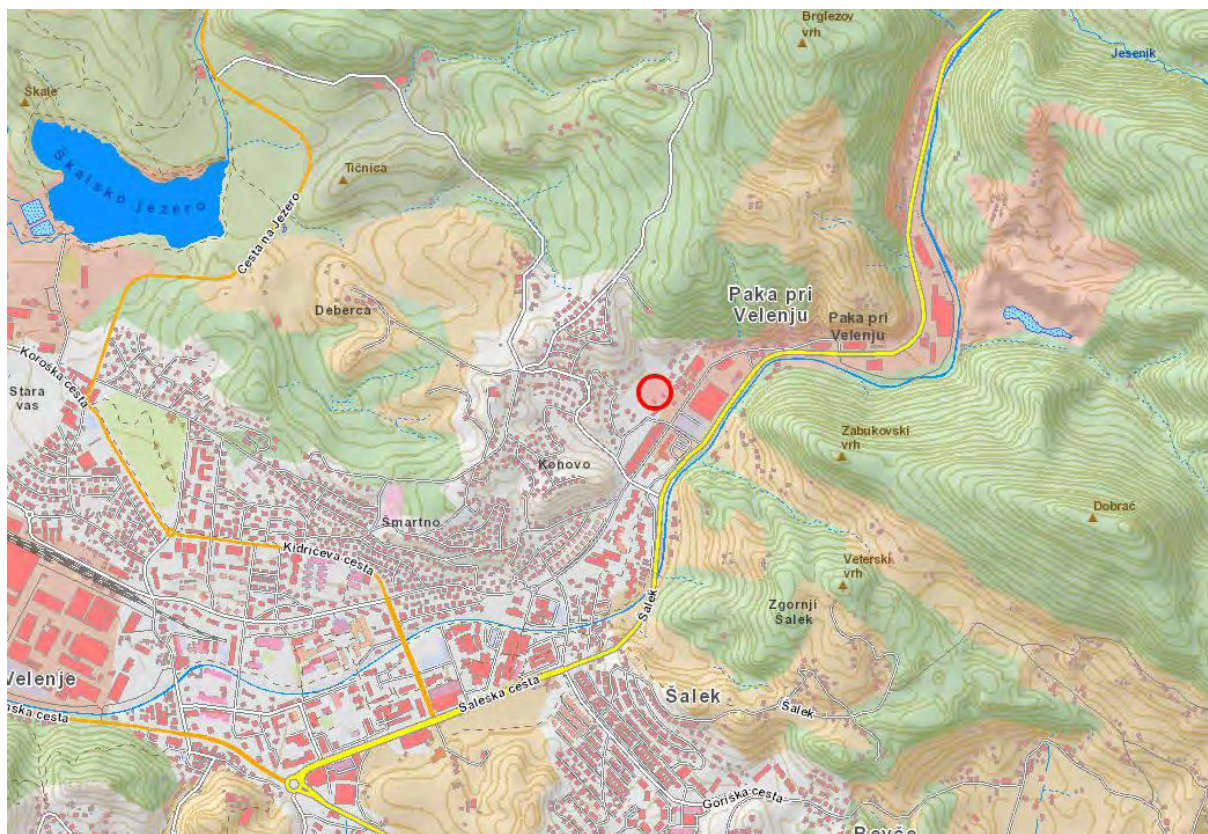 Brglezov
vrh
Jesenik
Škale
Tičnica
Škalsko jezero
Cesta na Jezero
Paka pri
Velenju
Deberca
Paka pri
Velenju
Koroška cesta
Stara
vas
Zabukovski
vrh
Konovo
Dobrač
Šmartno
Kidričeva cesta
Veterski
vrh
Zgornji
Šalek
Šalek
Velenje
Šalek
Šaleška cesta
Šalek
nska cesta
Goriška cesta